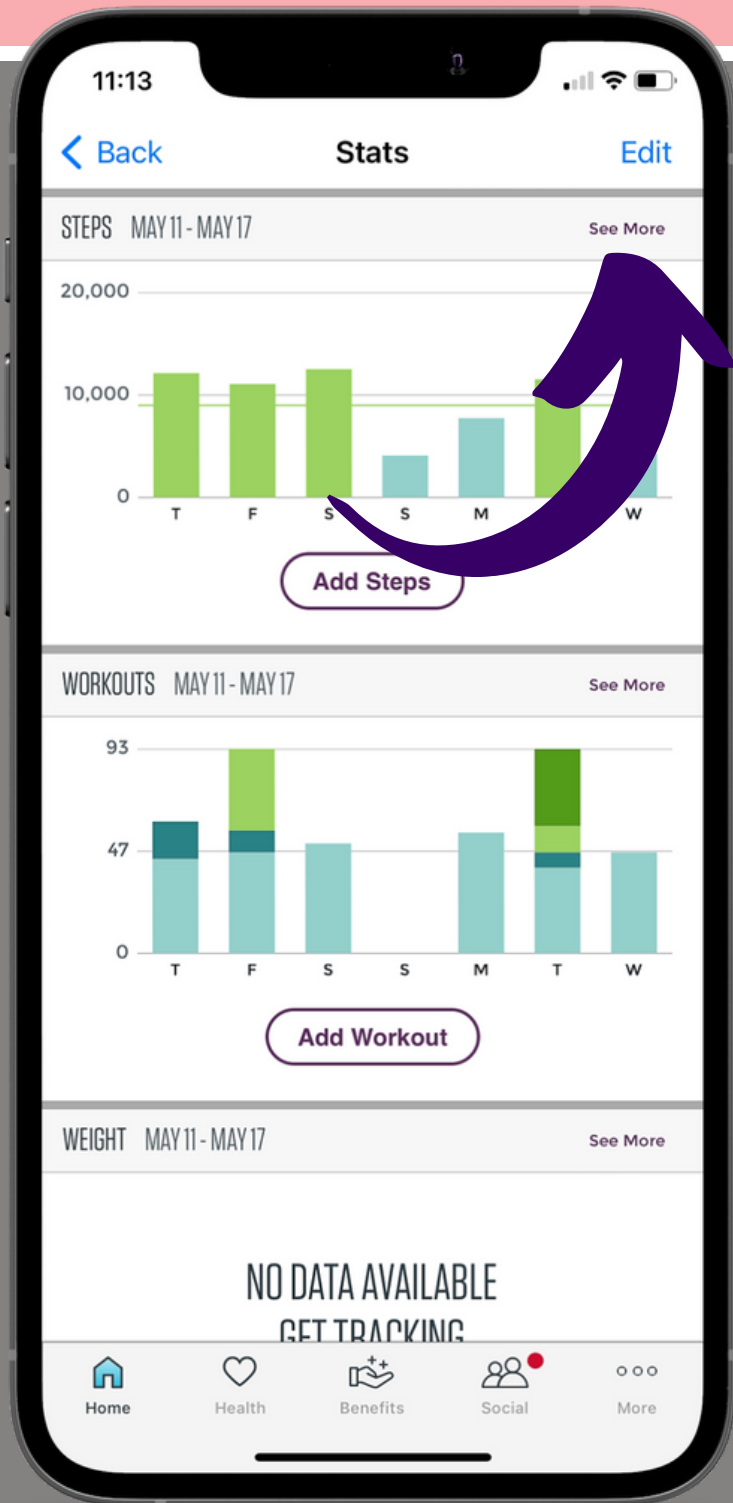 11:13
Back Stats Edit
STEPS MAY 11 - MAY 17 See More
20,000
10,000
0
T F S S M W
Add Steps
WORKOUTS MAY 11 - MAY 17 See More
93
47
0
T F S S M T W
Add Workout
WEIGHT MAY 11 - MAY 17 See More
NO DATA AVAILABLE
GET TRACKING
Home Health Benefits Social More